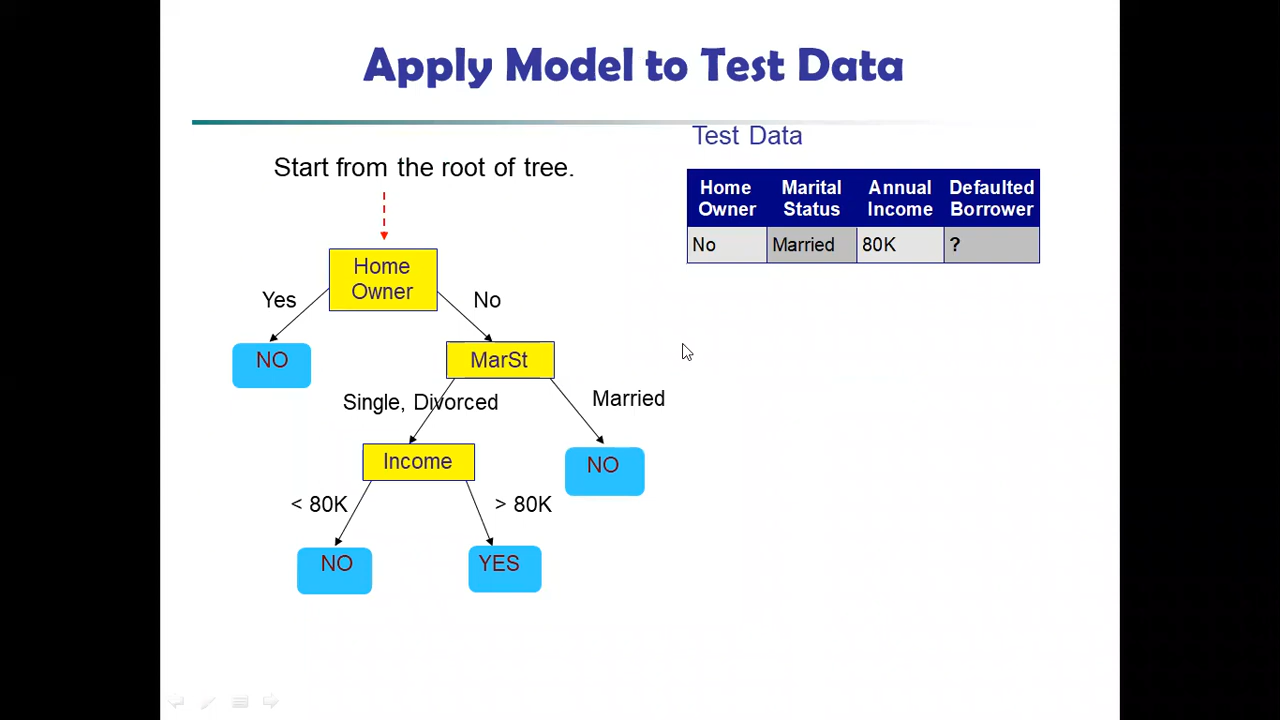 Apply Model to Test Data
Test Data
Start from the root of tree.
Home Owner
Marital Status
Annual Income
Defaulted Borrower
No
Married
80K
?
Home
Owner
Yes
No
NO
MarSt
Single, Divorced
Married
Income
NO
< 80K
> 80K
NO
YES